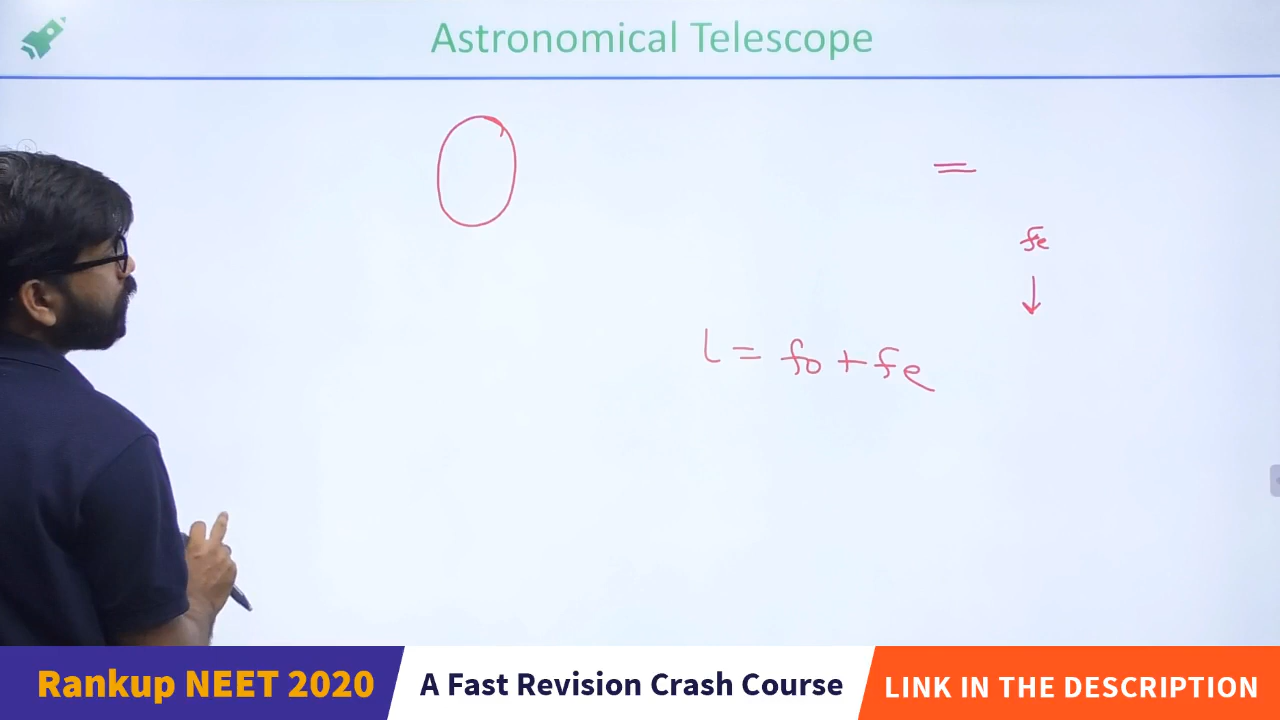 Astronomical Telescope
=
fe
↓
l = fo + fe
Rankup NEET 2020
A Fast Revision Crash Course
LINK IN THE DESCRIPTION